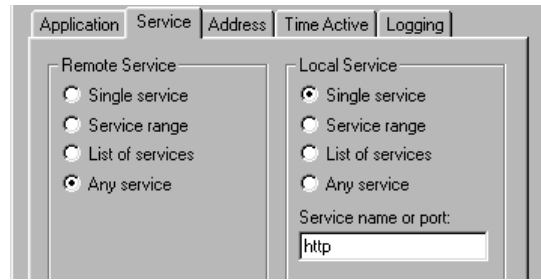 Application Service Address Time Active Logging
Remote Service
Single service
Service range
List of services
Any service
Local Service
Single service
Service range
List of services
Any service
Service name or port:
http